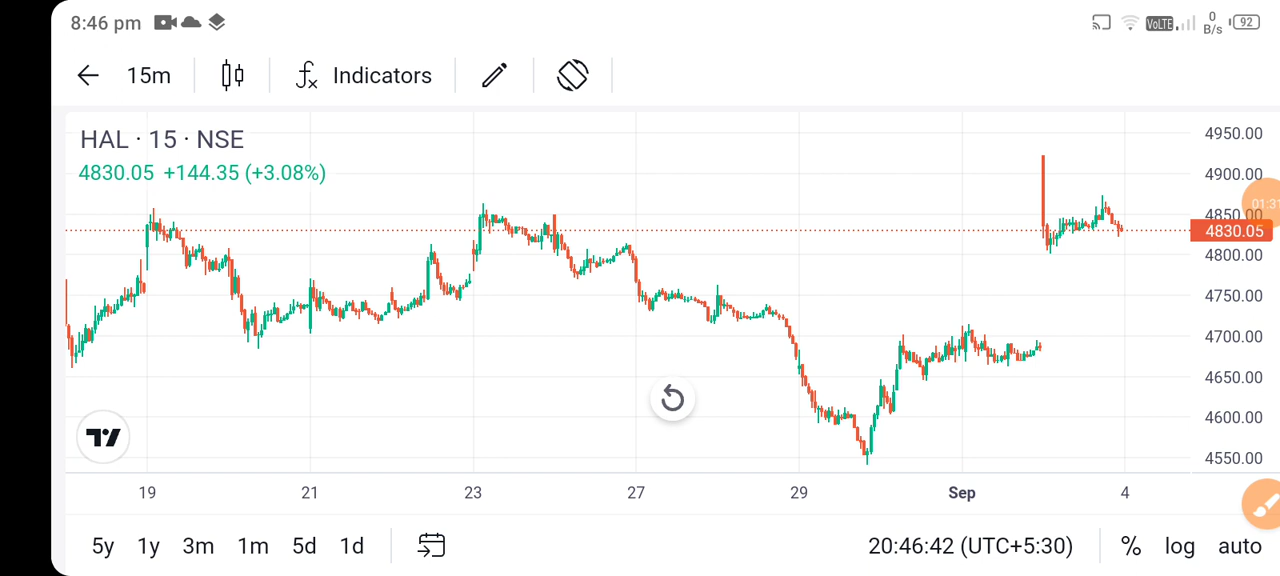 8:46 pm VoLTE 0 B/s 92
15m Indicators
HAL · 15 · NSE
4830.05 +144.35 (+3.08%)
4950.00
4900.00
01:31
4850.00
4830.05
4800.00
4750.00
4700.00
4650.00
4600.00
4550.00
19 21 23 27 29 Sep 4
5y 1y 3m 1m 5d 1d 20:46:42 (UTC+5:30) % log auto